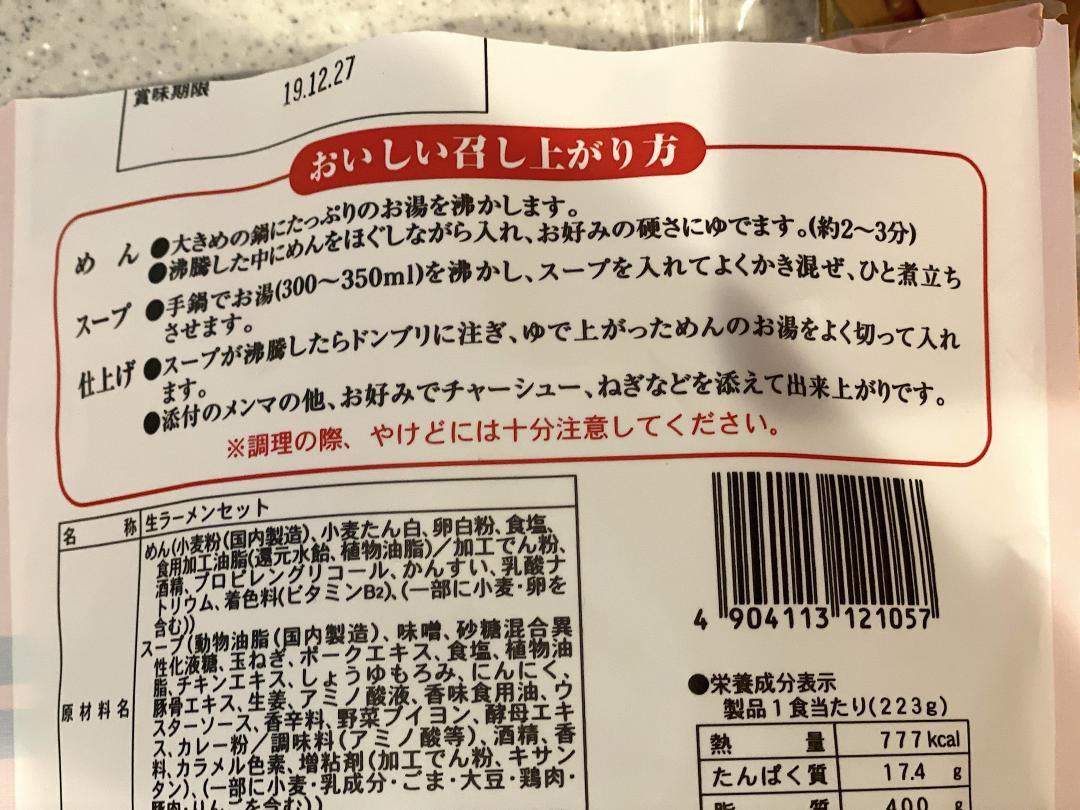 賞味期限 19.12.27
おいしい召し上がり方
めん ●大きめの鍋にたっぷりのお湯を沸かします。
●沸騰した中にめんをほぐしながら入れ、お好みの硬さにゆでます。(約2〜3分)
スープ ●手鍋でお湯(300〜350ml)を沸かし、スープを入れてよくかき混ぜ、ひと煮立ち
させます。
仕上げ ●スープが沸騰したらドンブリに注ぎ、ゆで上がっためんのお湯をよく切って入れ
ます。
●添付のメンマの他、お好みでチャーシュー、ねぎなどを添えて出来上がりです。
※調理の際、やけどには十分注意してください。
名称 生ラーメンセット
原材料名
めん(小麦粉(国内製造)、小麦たん白、卵白粉、食塩、
食用加工油脂(還元水飴、植物油脂)/加工でん粉、
酒精、プロピレングリコール、かんすい、乳酸ナ
トリウム、着色料(ビタミンB2)、(一部に小麦・卵を
含む))
スープ(動物油脂(国内製造)、味噌、砂糖混合異
性化液糖、玉ねぎ、ポークエキス、食塩、植物油
脂、チキンエキス、しょうゆもろみ、にんにく、
豚骨エキス、生姜、アミノ酸液、香味食用油、ウ
スターソース、香辛料、野菜ブイヨン、酵母エキ
ス、カレー粉/調味料(アミノ酸等)、酒精、香
料、カラメル色素、増粘剤(加工でん粉、キサン
タン)、(一部に小麦・乳成分・ごま・大豆・鶏肉・
豚肉・りんごを含む))
4 904113 121057
●栄養成分表示
製品1食当たり(223g)
熱量 777kcal
たんぱく質 17.4 g
脂質 40.0 g